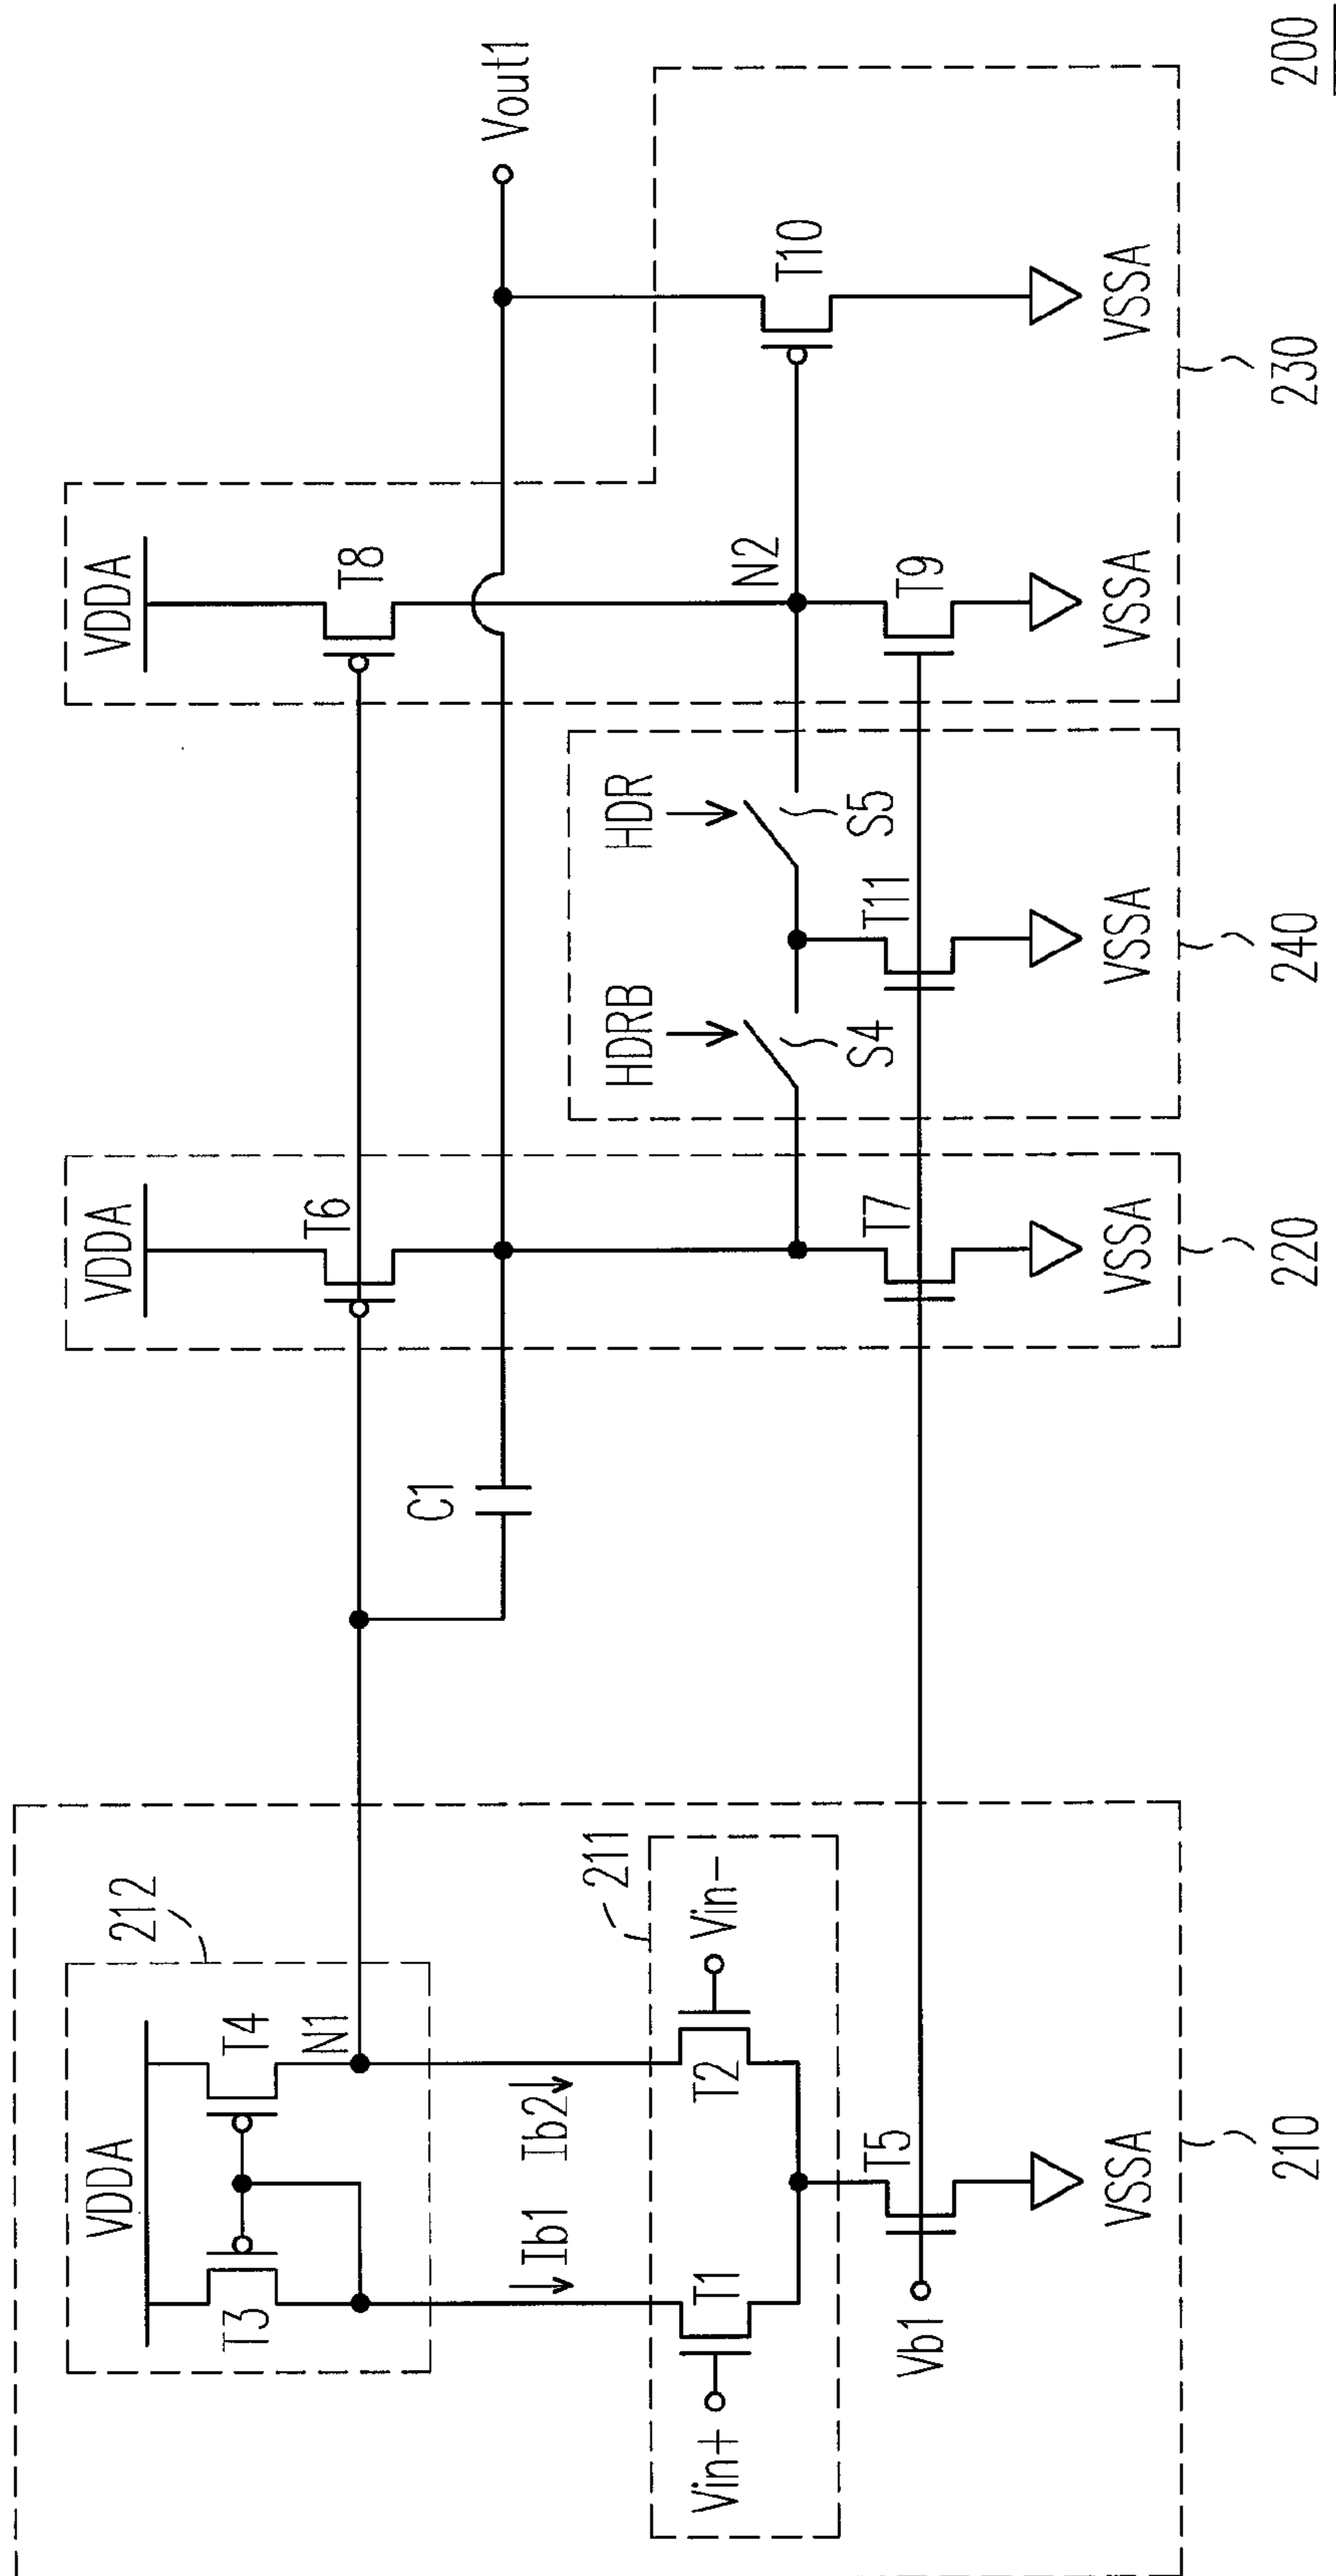 200
VDDA
212
T3
T4
N1
Ib1
Ib2
211
Vin+
T1
T2
Vin-
Vb1
T5
VSSA
210
C1
VDDA
T6
T7
VSSA
220
HDRB
HDR
S4
S5
T11
VSSA
240
VDDA
T8
N2
T9
VSSA
Vout1
T10
VSSA
230